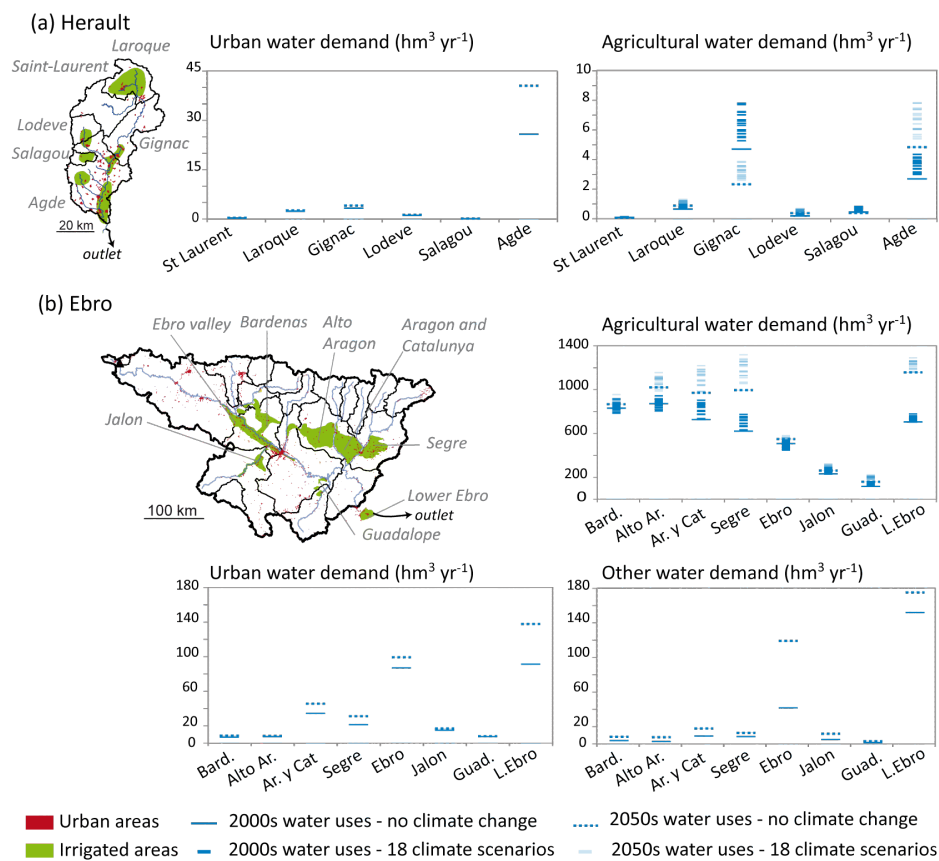 (a) Herault
Laroque
Saint-Laurent
Lodeve
Salagou
Gignac
Agde
20 km
outlet
Urban water demand (hm³ yr⁻¹)
45
35
25
15
5
0
St Laurent
Laroque
Gignac
Lodeve
Salagou
Agde
Agricultural water demand (hm³ yr⁻¹)
10
8
6
4
2
0
St Laurent
Laroque
Gignac
Lodeve
Salagou
Agde
(b) Ebro
Ebro valley
Bardenas
Alto
Aragon
Aragon and
Catalunya
Jalon
Segre
Lower Ebro
outlet
Guadalope
100 km
Agricultural water demand (hm³ yr⁻¹)
1400
1000
600
200
0
Bard.
Alto Ar.
Ar. y Cat
Segre
Ebro
Jalon
Guad.
L.Ebro
Urban water demand (hm³ yr⁻¹)
180
140
100
60
20
0
Bard.
Alto Ar.
Ar. y Cat
Segre
Ebro
Jalon
Guad.
L.Ebro
Other water demand (hm³ yr⁻¹)
180
140
100
60
20
0
Bard.
Alto Ar.
Ar. y Cat
Segre
Ebro
Jalon
Guad.
L.Ebro
Urban areas
2000s water uses - no climate change
2050s water uses - no climate change
Irrigated areas
2000s water uses - 18 climate scenarios
2050s water uses - 18 climate scenarios